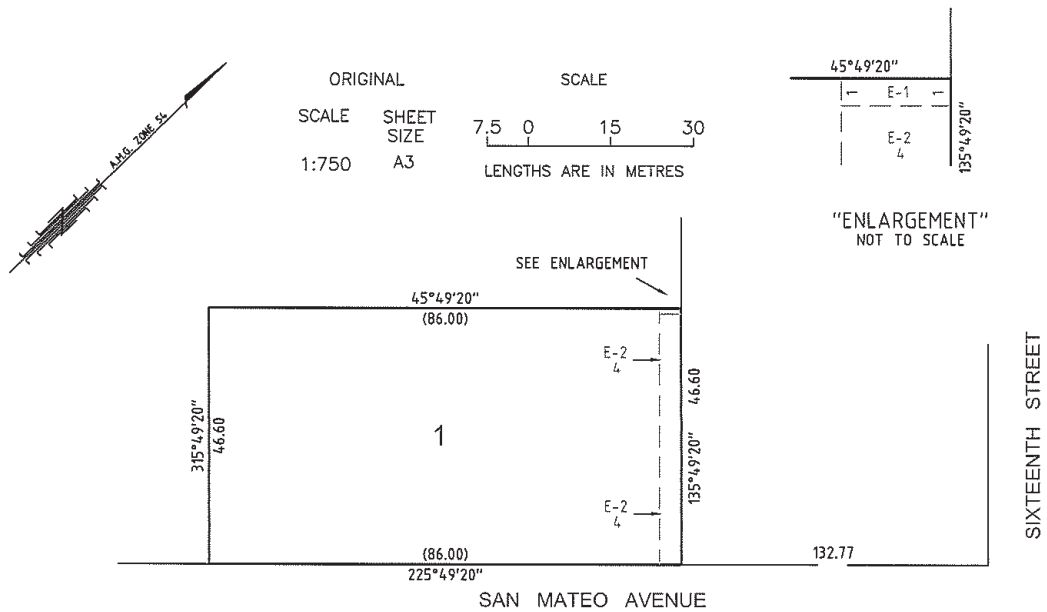 A.M.G. ZONE 54
ORIGINAL
SCALE
SHEET SIZE
1:750
A3
SCALE
7.5 0 15 30
LENGTHS ARE IN METRES
45°49'20"
1 E-1 1
E-2
4
135°49'20"
"ENLARGEMENT"
NOT TO SCALE
SEE ENLARGEMENT
45°49'20"
(86.00)
E-2
4
315°49'20"
46.60
1
46.60
135°49'20"
E-2
4
(86.00)
225°49'20"
132.77
SAN MATEO AVENUE
SIXTEENTH STREET